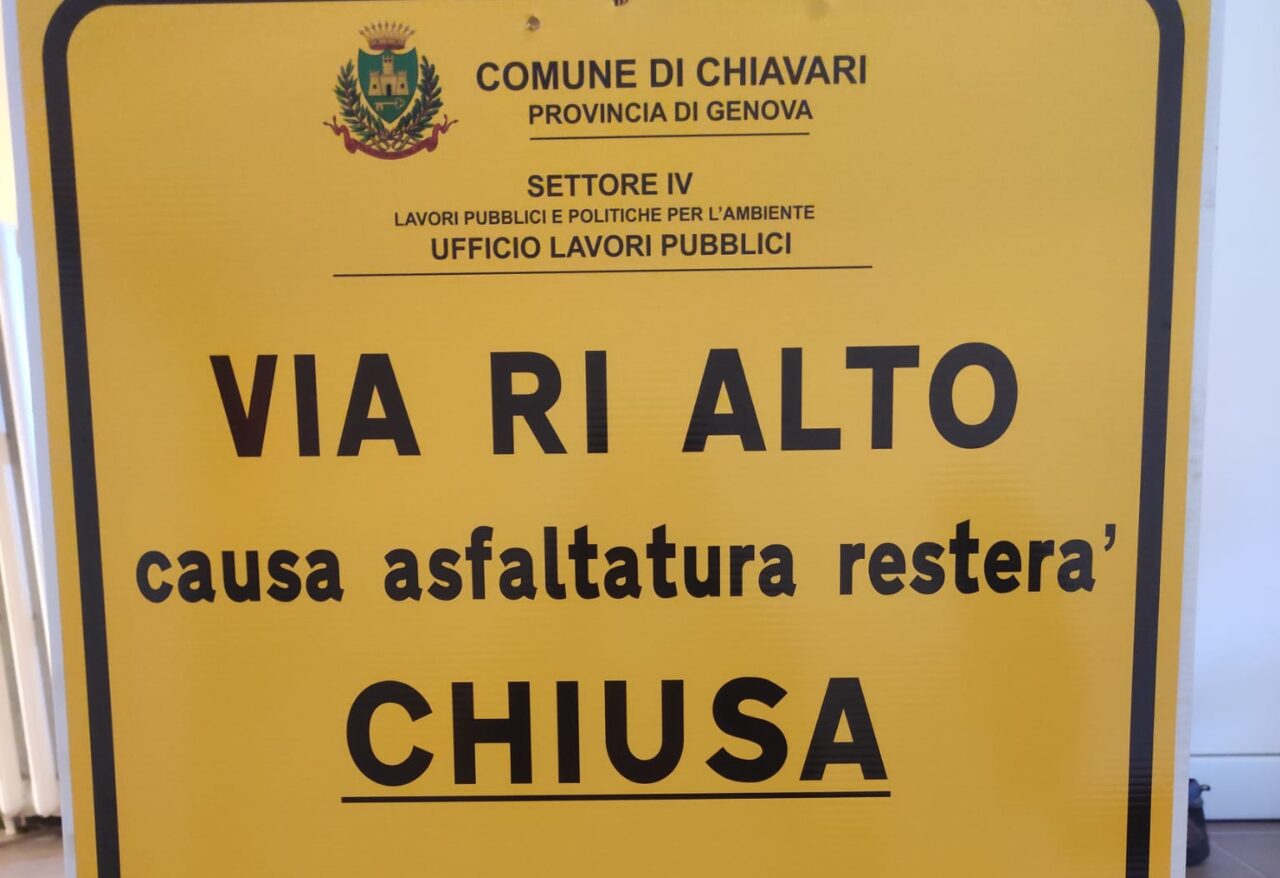 COMUNE DI CHIAVARI
PROVINCIA DI GENOVA
SETTORE IV
LAVORI PUBBLICI E POLITICHE PER L'AMBIENTE
UFFICIO LAVORI PUBBLICI
VIA RI ALTO
causa asfaltatura restera'
CHIUSA